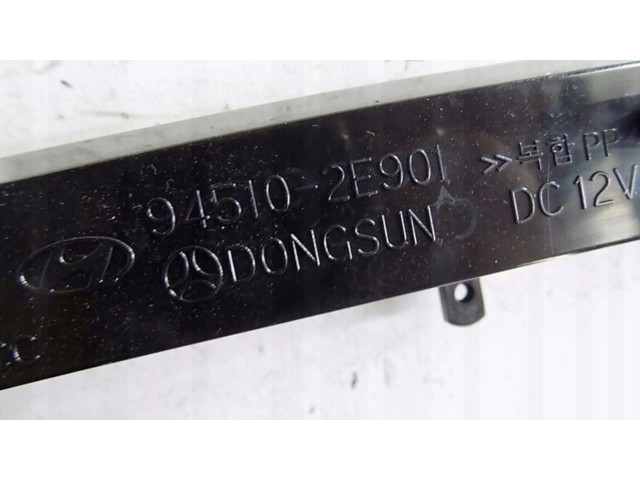 94510-2E901 >>복합 PP
DONGSUN DC 12V
C